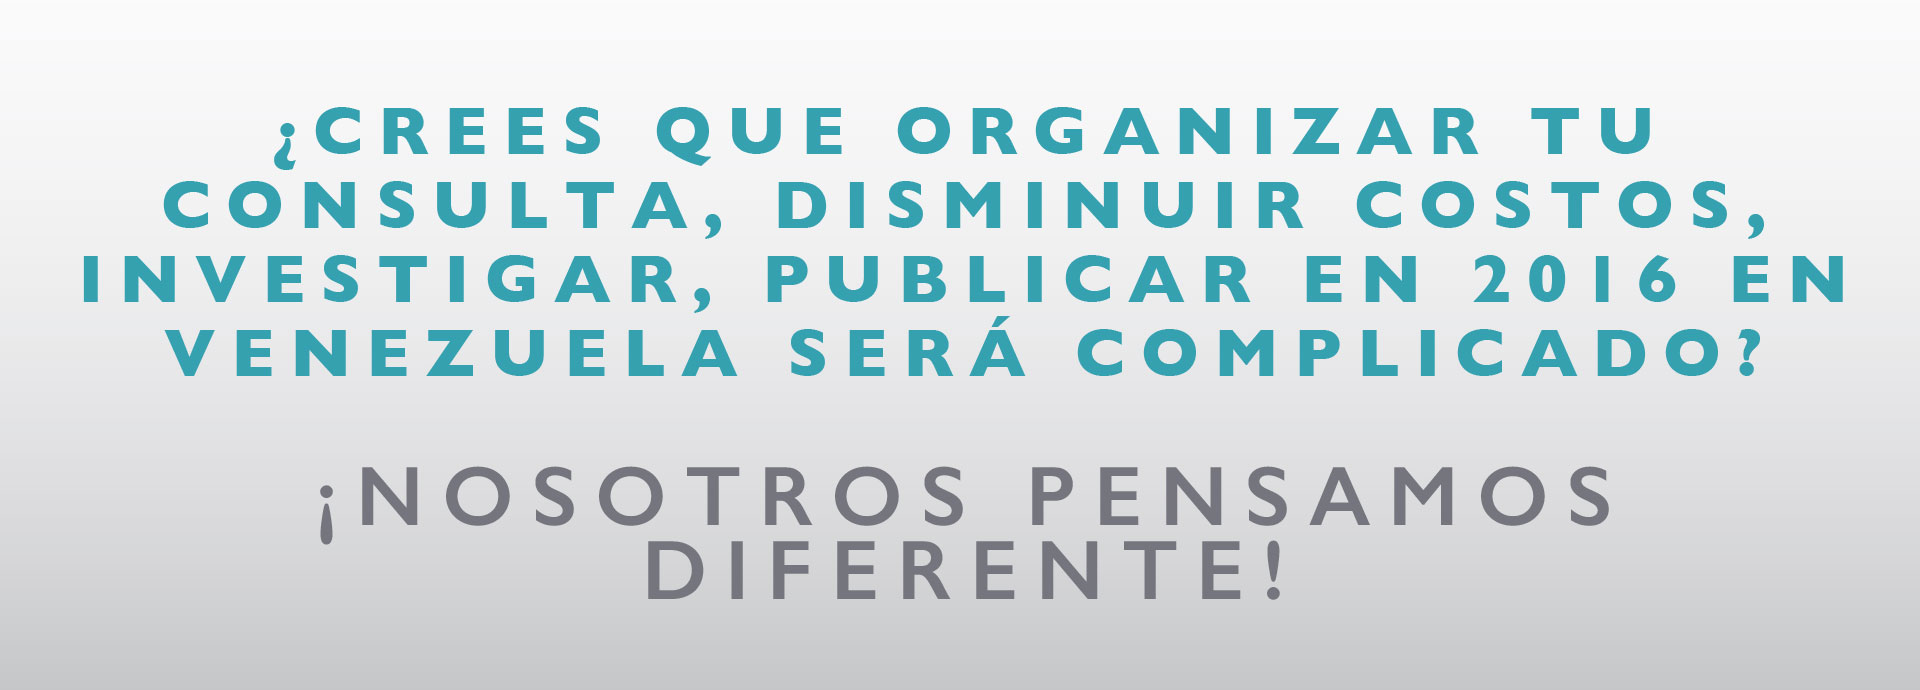 ¿CREES QUE ORGANIZAR TU
CONSULTA, DISMINUIR COSTOS,
INVESTIGAR, PUBLICAR EN 2016 EN
VENEZUELA SERÁ COMPLICADO?
¡NOSOTROS PENSAMOS
DIFERENTE!